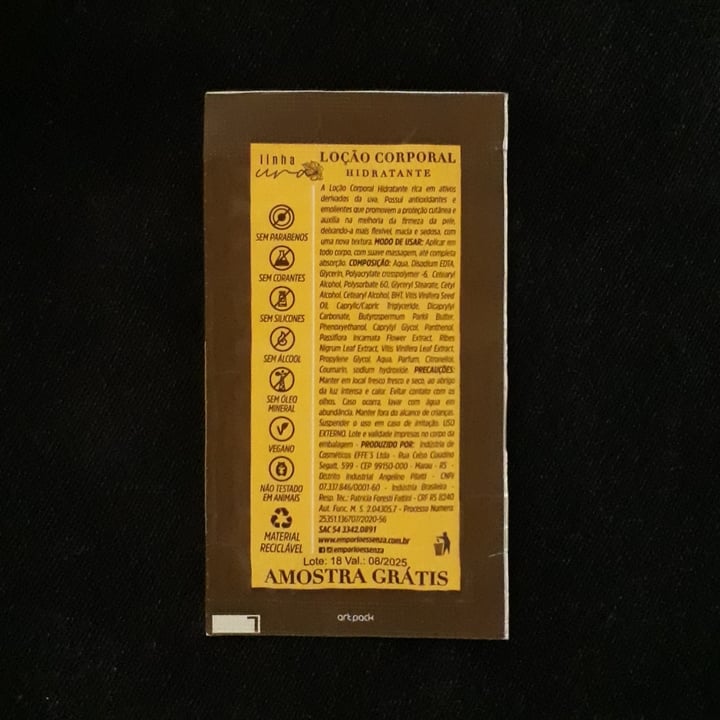 linha
uva
LOÇÃO CORPORAL
HIDRATANTE
SEM PARABENOS
SEM CORANTES
SEM SILICONES
SEM ÁLCOOL
SEM ÓLEO
MINERAL
VEGANO
NÃO TESTADO
EM ANIMAIS
MATERIAL
RECICLÁVEL
A Loção Corporal Hidratante rica em ativos
derivados da uva. Possui antioxidantes e
emolientes que promovem a proteção cutânea e
auxilia na melhoria da firmeza da pele,
deixando-a mais flexível, macia e sedosa, com
uma nova textura. MODO DE USAR: Aplicar em
todo corpo, com suave massagem, até completa
absorção. COMPOSIÇÃO: Aqua, Disodium EDTA,
Glycerin, Polyacrylate crosspolymer -6, Cetearyl
Alcohol, Polysorbate 60, Glyceryl Stearate, Cetyl
Alcohol, Cetearyl Alcohol, BHT, Vitis Vinifera Seed
Oil, Caprylic/Capric Triglyceride, Dicaprylyl
Carbonate, Butyrospermum Parkii Butter,
Phenoxyethanol, Caprylyl Glycol, Panthenol,
Passiflora Incarnata Flower Extract, Ribes
Nigrum Leaf Extract, Vitis Vinifera Leaf Extract,
Propylene Glycol, Aqua, Parfum, Citronellol,
Coumarin, sodium hydroxide. PRECAUÇÕES:
Manter em local fresco fresco e seco, ao abrigo
da luz intensa e calor. Evitar contato com os
olhos. Caso ocorra, lavar com água em
abundância. Manter fora do alcance de crianças.
Suspender o uso em caso de irritação. USO
EXTERNO. Lote e validade impressos no corpo da
embalagem - PRODUZIDO POR: Indústria de
Cosméticos EFFE'S Ltda - Rua Celso Claudino
Segatt, 599 - CEP 99150-000 - Marau - RS -
Distrito Industrial Angelino Pilatti - CNPJ
07.337.846/0001-60 - Indústria Brasileira -
Resp. Téc.: Patrícia Foresti Fattini - CRF RS 8240
Aut. Func. M. S. 2.04305.7 - Processo Numero
25351.136707/2020-56
SAC 54 3342.0891
www.emporioessenza.com.br
@emporioessenza
Lote: 18 Val.: 08/2025
AMOSTRA GRÁTIS
art.pack